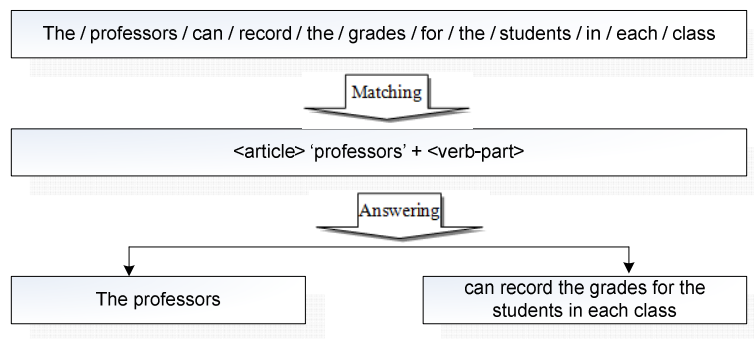 The / professors / can / record / the / grades / for / the / students / in / each / class
Matching
<article> ‘professors’ + <verb-part>
Answering
The professors
can record the grades for the
students in each class